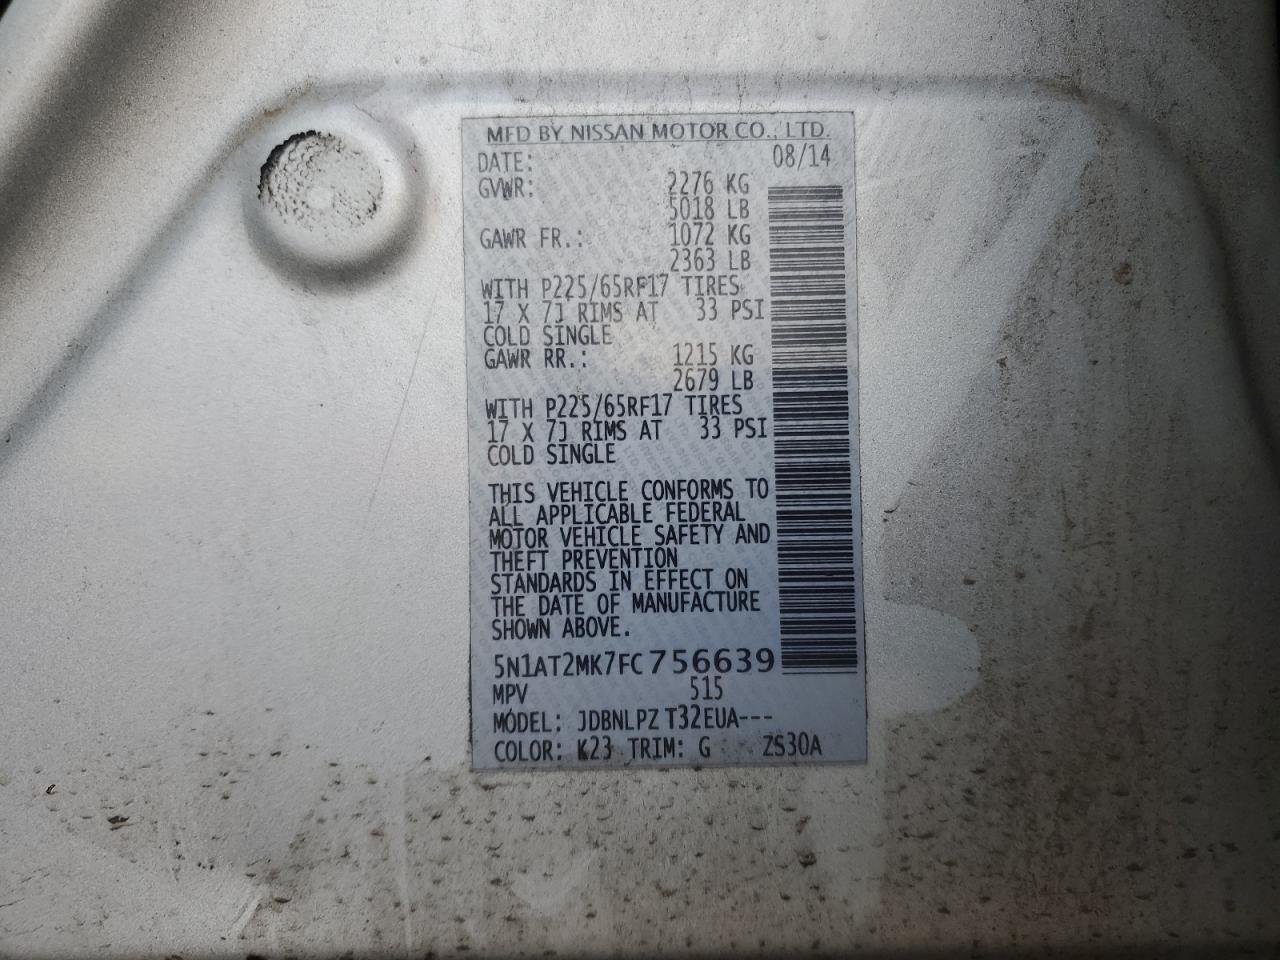 MFD BY NISSAN MOTOR CO., LTD.
DATE: 08/14
GVWR: 2276 KG
5018 LB
GAWR FR.: 1072 KG
2363 LB
WITH P225/65RF17 TIRES
17 X 7J RIMS AT 33 PSI
COLD SINGLE
GAWR RR.: 1215 KG
2679 LB
WITH P225/65RF17 TIRES
17 X 7J RIMS AT 33 PSI
COLD SINGLE
THIS VEHICLE CONFORMS TO
ALL APPLICABLE FEDERAL
MOTOR VEHICLE SAFETY AND
THEFT PREVENTION
STANDARDS IN EFFECT ON
THE DATE OF MANUFACTURE
SHOWN ABOVE.
5N1AT2MK7FC756639
MPV 515
MODEL: JDBNLPZ T32EUA---
COLOR: K23 TRIM: G ZS30A